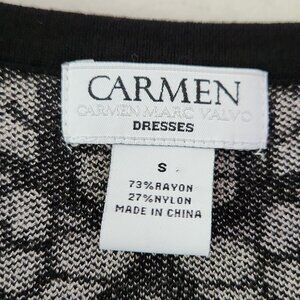 CARMEN
CARMEN MARC VALVO
DRESSES
S
73%RAYON
27%NYLON
MADE IN CHINA